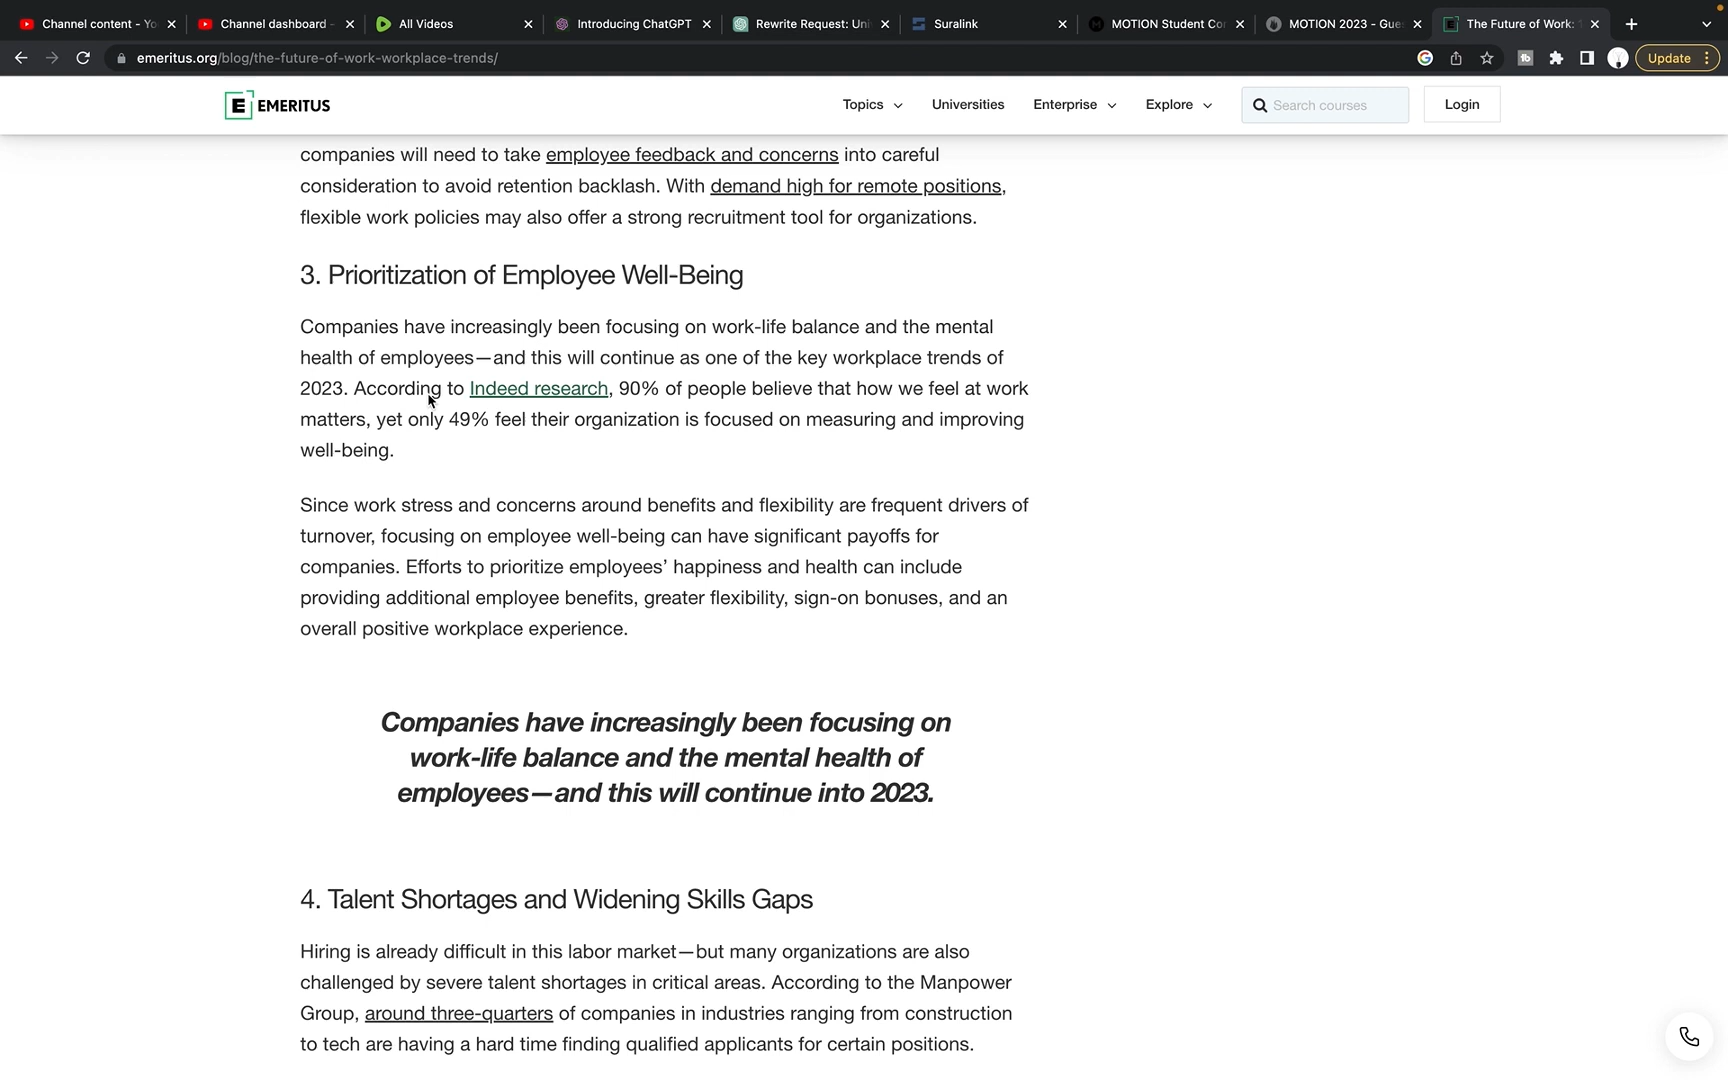 Channel content - Yo
Channel dashboard -
All Videos
Introducing ChatGPT
Rewrite Request: Uni
Suralink
MOTION Student Co
MOTION 2023 - Gue
The Future of Work:
emeritus.org/blog/the-future-of-work-workplace-trends/
Update
E EMERITUS
Topics
Universities
Enterprise
Explore
Search courses
Login
companies will need to take employee feedback and concerns into careful
consideration to avoid retention backlash. With demand high for remote positions,
flexible work policies may also offer a strong recruitment tool for organizations.
3. Prioritization of Employee Well-Being
Companies have increasingly been focusing on work-life balance and the mental
health of employees—and this will continue as one of the key workplace trends of
2023. According to Indeed research, 90% of people believe that how we feel at work
matters, yet only 49% feel their organization is focused on measuring and improving
well-being.
Since work stress and concerns around benefits and flexibility are frequent drivers of
turnover, focusing on employee well-being can have significant payoffs for
companies. Efforts to prioritize employees’ happiness and health can include
providing additional employee benefits, greater flexibility, sign-on bonuses, and an
overall positive workplace experience.
Companies have increasingly been focusing on
work-life balance and the mental health of
employees—and this will continue into 2023.
4. Talent Shortages and Widening Skills Gaps
Hiring is already difficult in this labor market—but many organizations are also
challenged by severe talent shortages in critical areas. According to the Manpower
Group, around three-quarters of companies in industries ranging from construction
to tech are having a hard time finding qualified applicants for certain positions.